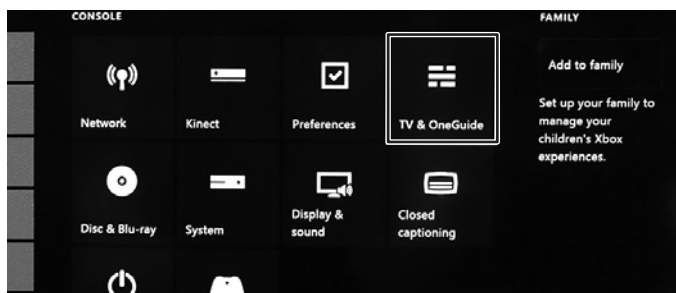 CONSOLE
FAMILY
Network
Kinect
Preferences
TV & OneGuide
Add to family
Set up your family to
manage your
children's Xbox
experiences.
Disc & Blu-ray
System
Display &
sound
Closed
captioning